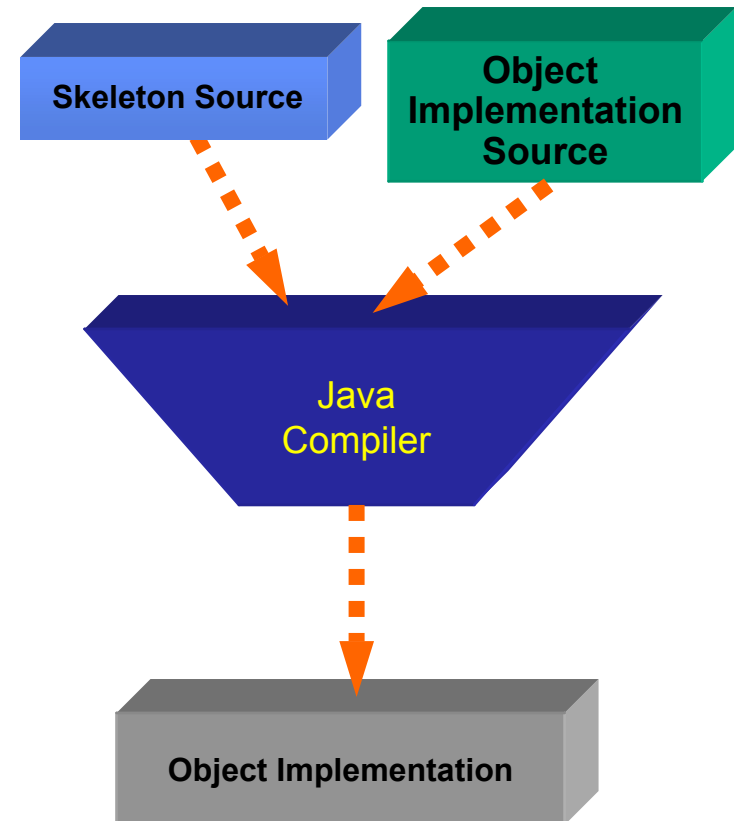 Skeleton Source
Object
Implementation
Source
Java
Compiler
Object Implementation